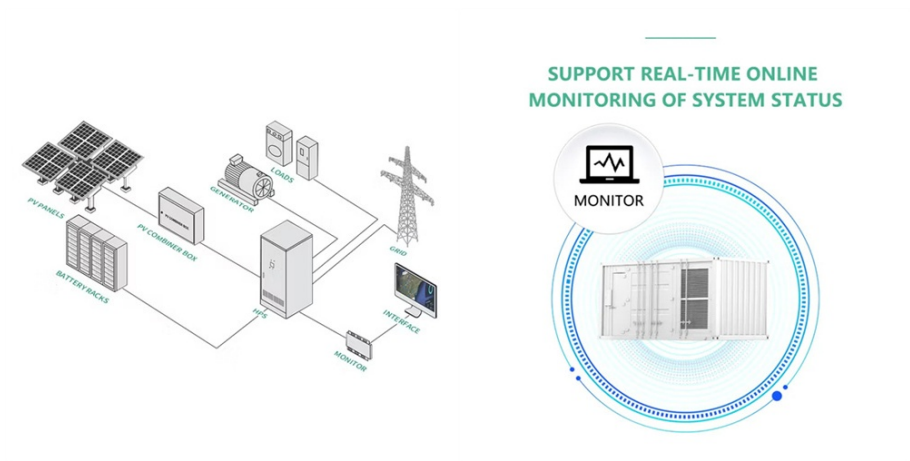 SUPPORT REAL-TIME ONLINE
MONITORING OF SYSTEM STATUS
MONITOR
LOADS
GENERATOR
PV PANELS
PV COMBINER BOX
GRID
BATTERY RACKS
HPS
INTERFACE
MONITOR